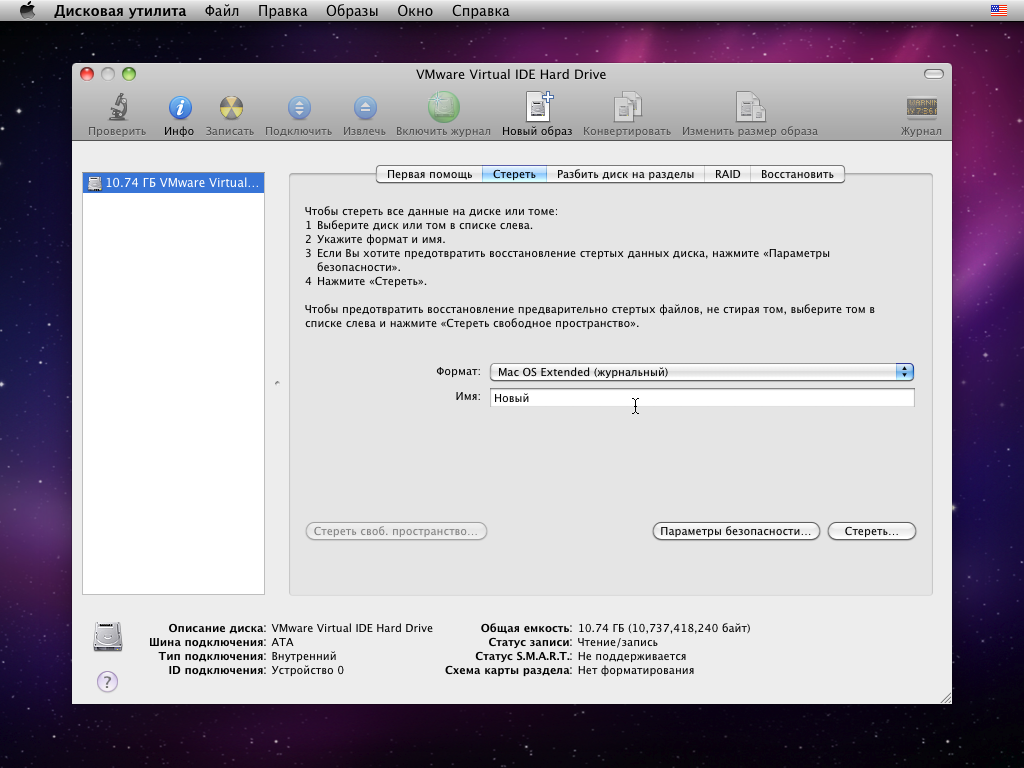 Дисковая утилита Файл Правка Образы Окно Справка
VMware Virtual IDE Hard Drive
Проверить Инфо Записать Подключить Извлечь Включить журнал Новый образ Конвертировать Изменить размер образа Журнал
10.74 ГБ VMware Virtual...
Первая помощь Стереть Разбить диск на разделы RAID Восстановить
Чтобы стереть все данные на диске или томе:
1 Выберите диск или том в списке слева.
2 Укажите формат и имя.
3 Если Вы хотите предотвратить восстановление стертых данных диска, нажмите «Параметры
безопасности».
4 Нажмите «Стереть».
Чтобы предотвратить восстановление предварительно стертых файлов, не стирая том, выберите том в
списке слева и нажмите «Стереть свободное пространство».
Формат: Mac OS Extended (журнальный)
Имя: Новый
Стереть своб. пространство... Параметры безопасности... Стереть...
Описание диска: VMware Virtual IDE Hard Drive Общая емкость: 10.74 ГБ (10,737,418,240 байт)
Шина подключения: ATA Статус записи: Чтение/запись
Тип подключения: Внутренний Статус S.M.A.R.T.: Не поддерживается
ID подключения: Устройство 0 Схема карты раздела: Нет форматирования
?